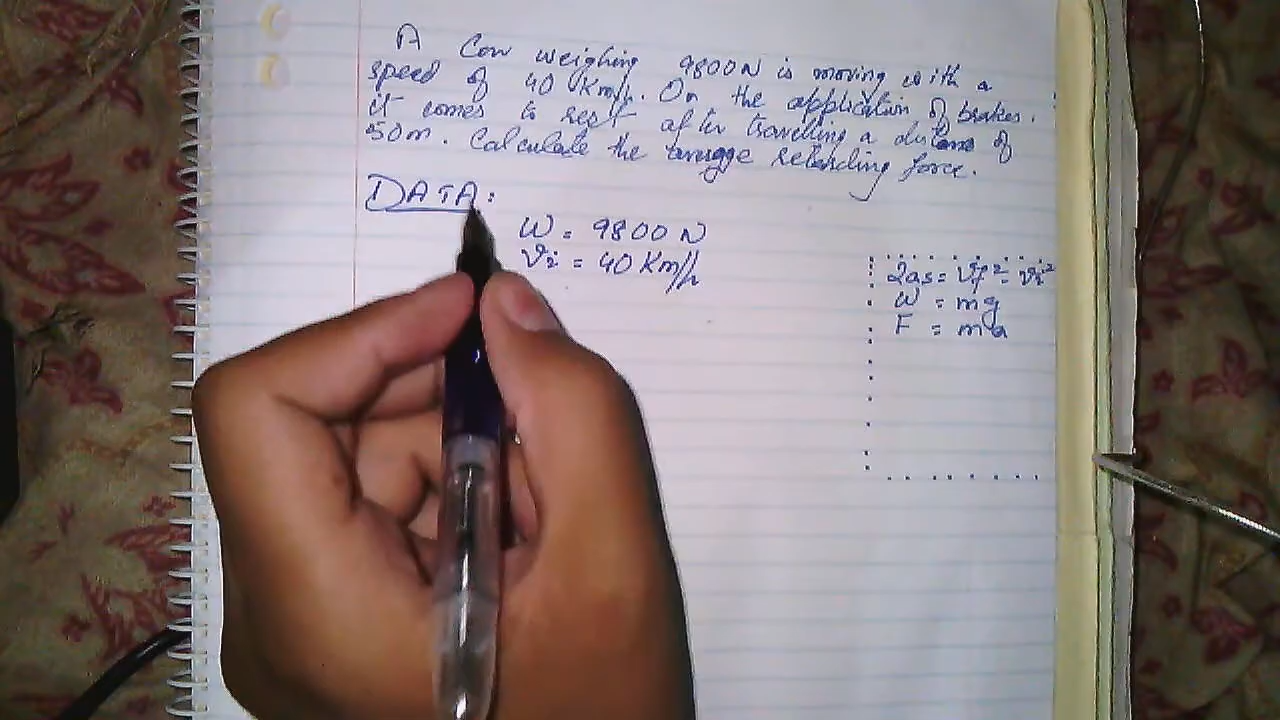 A Car weighing 9800 N is moving with a
speed of 40 Km/h. On the application of brakes.
it comes to rest after travelling a distance of
50m. Calculate the average retarding force.
DATA:
W = 9800 N
Vi = 40 Km/h
2as = Vf² - Vi²
W = mg
F = ma